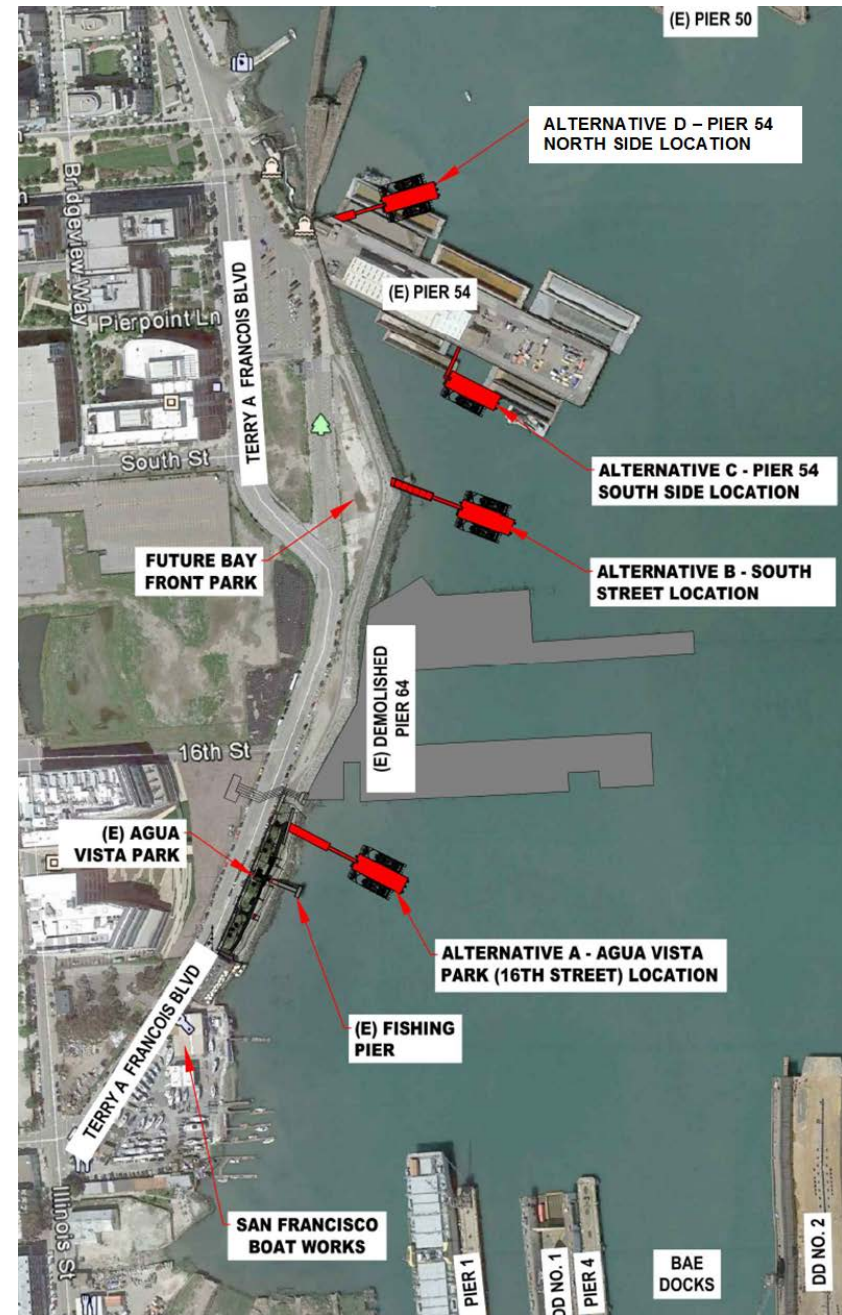 (E) PIER 50
ALTERNATIVE D – PIER 54
NORTH SIDE LOCATION
Bridgeview Way
TERRY A FRANCOIS BLVD
(E) PIER 54
Pierpoint Ln
South St
ALTERNATIVE C - PIER 54
SOUTH SIDE LOCATION
FUTURE BAY
FRONT PARK
ALTERNATIVE B - SOUTH
STREET LOCATION
(E) DEMOLISHED
PIER 64
16th St
(E) AGUA
VISTA PARK
ALTERNATIVE A - AGUA VISTA
PARK (16TH STREET) LOCATION
(E) FISHING
PIER
TERRY A FRANCOIS BLVD
Illinois St
SAN FRANCISCO
BOAT WORKS
PIER 1
DD NO. 1
PIER 4
BAE
DOCKS
DD NO. 2